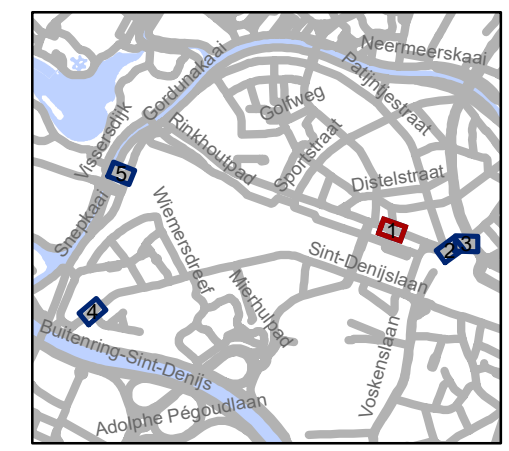 Neermeerskaai
Gordunakaai
Patijntjestraat
Golfweg
Vissersdijk
Rinkhoutpad
Sportstraat
5
Distelstraat
Snepkaai
Wiemersdreef
1
2
3
Sint-Denijslaan
Mierhulpad
4
Buitenring-Sint-Denijs
Voskenslaan
Adolphe Pégoudlaan